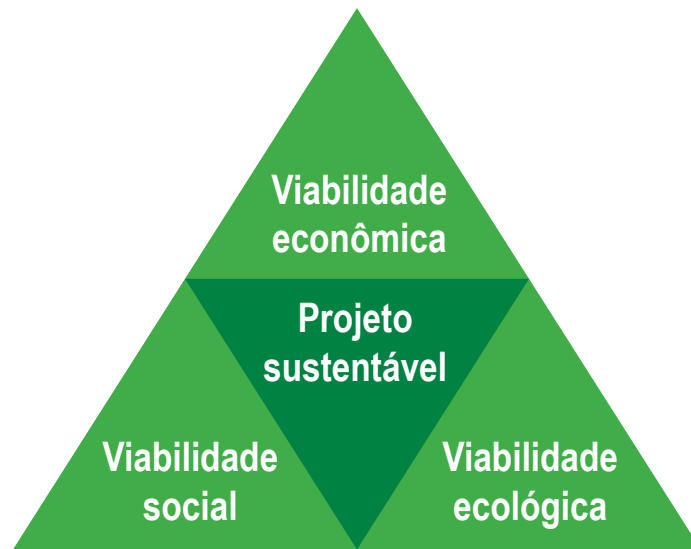 Viabilidade
econômica
Projeto
sustentável
Viabilidade
social
Viabilidade
ecológica